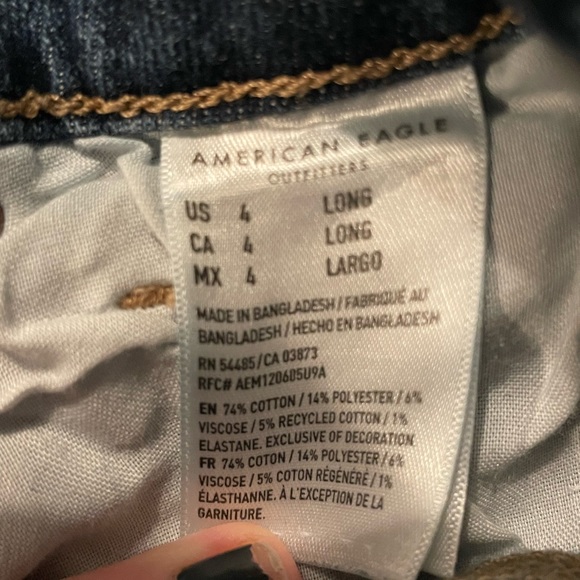 AMERICAN EAGLE
OUTFITTERS
US 4 LONG
CA 4 LONG
MX 4 LARGO
MADE IN BANGLADESH / FABRIQUÉ AU
BANGLADESH / HECHO EN BANGLADESH
RN 54485/CA 03873
RFC# AEM120605U9A
EN 74% COTTON / 14% POLYESTER / 6%
VISCOSE / 5% RECYCLED COTTON / 1%
ELASTANE. EXCLUSIVE OF DECORATION
FR 74% COTON / 14% POLYESTER / 6%
VISCOSE / 5% COTON RÉGÉNÉRÉ / 1%
ÉLASTHANNE. À L'EXCEPTION DE LA
GARNITURE.